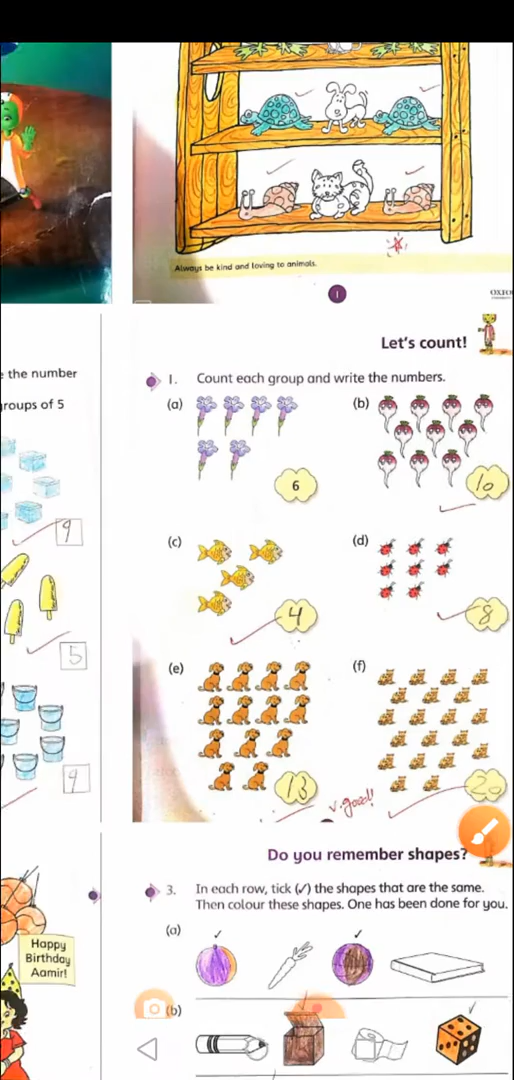 Always be kind and loving to animals.
1
OXFO
Let's count!
the number
1. Count each group and write the numbers.
groups of 5
(a)
(b)
6
10
9
(c)
(d)
4
8
5
(e)
(f)
9
13
20
v.good!
Do you remember shapes?
3. In each row, tick (✓) the shapes that are the same.
Then colour these shapes. One has been done for you.
(a)
Happy
Birthday
Aamir!
(b)